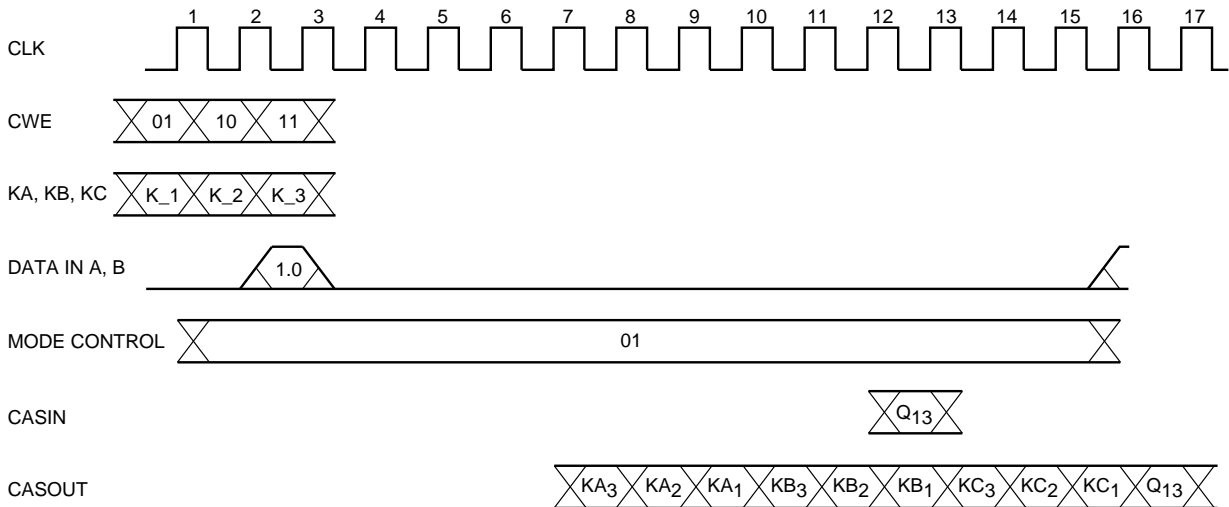 1 2 3 4 5 6 7 8 9 10 11 12 13 14 15 16 17
CLK
CWE 01 10 11
KA, KB, KC K_1 K_2 K_3
DATA IN A, B 1.0
MODE CONTROL 01
CASIN Q13
CASOUT KA3 KA2 KA1 KB3 KB2 KB1 KC3 KC2 KC1 Q13